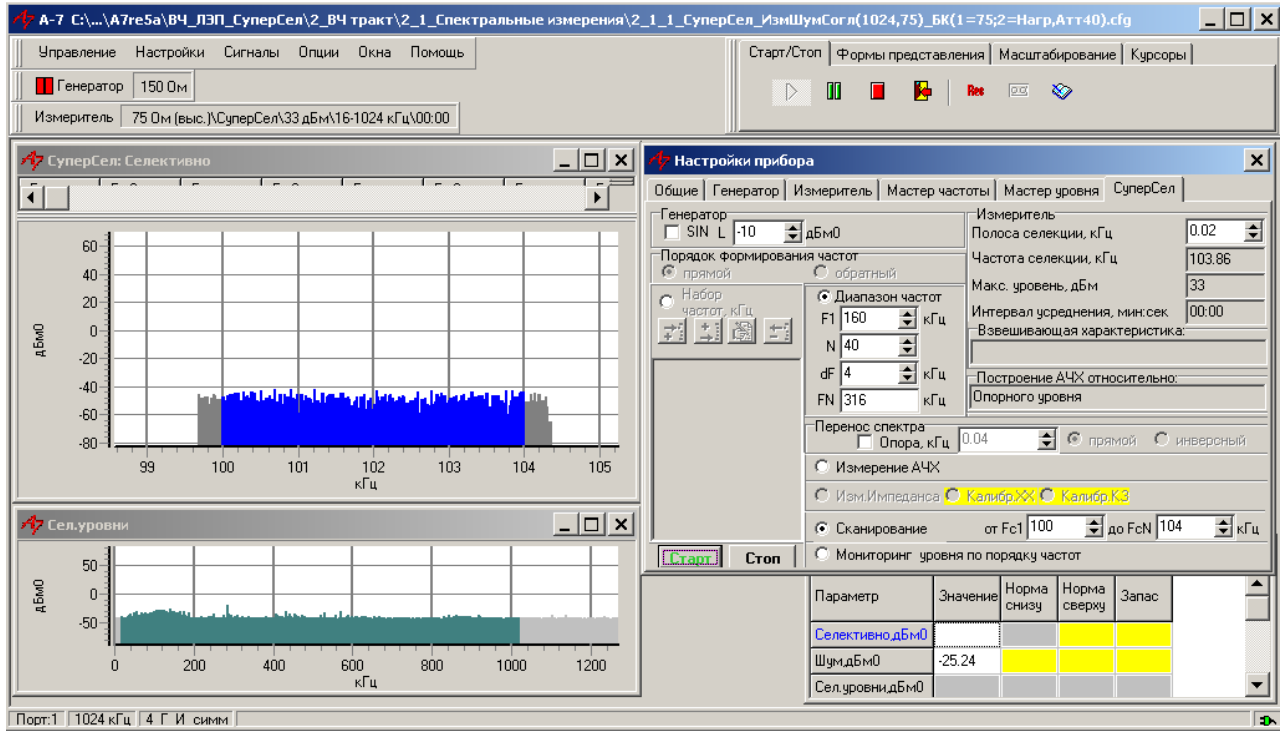 А-7 C:\...\A7re5a\ВЧ_ЛЭП_СуперСел\2_ВЧ тракт\2_1_Спектральные измерения\2_1_1_СуперСел_ИзмШумСогл(1024,75)_БК(1=75;2=Нагр,Атт40).cfg
Управление Настройки Сигналы Опции Окна Помощь
Генератор 150 Ом
Измеритель 75 Ом (выс.)\СуперСел\33 дБм\16-1024 кГц\00:00
Старт/Стоп Формы представления Масштабирование Курсоры
Rec
СуперСел: Селективно
60
40
20
0
-20
-40
-60
-80
дБм0
99 100 101 102 103 104 105
кГц
Сел.уровни
50
0
-50
дБм0
0 200 400 600 800 1000 1200
кГц
Настройки прибора
Общие Генератор Измеритель Мастер частоты Мастер уровня СуперСел
Генератор
SIN L -10 дБм0
Порядок формирования частот
прямой обратный
Набор частот, кГц
Диапазон частот
F1 160 кГц
N 40
dF 4 кГц
FN 316 кГц
Измеритель
Полоса селекции, кГц 0.02
Частота селекции, кГц 103.86
Макс. уровень, дБм 33
Интервал усреднения, мин:сек 00:00
Взвешивающая характеристика:
Построение АЧХ относительно:
Опорного уровня
Перенос спектра
Опора, кГц 0.04 прямой инверсный
Измерение АЧХ
Изм.Импеданса Калибр.ХХ Калибр.КЗ
Сканирование от Fc1 100 до FcN 104 кГц
Мониторинг уровня по порядку частот
Старт Стоп
Параметр Значение Норма снизу Норма сверху Запас
Селективно,дБм0
Шум,дБм0 -25.24
Сел.уровни,дБм0
Порт:1 1024 кГц 4 Г И симм